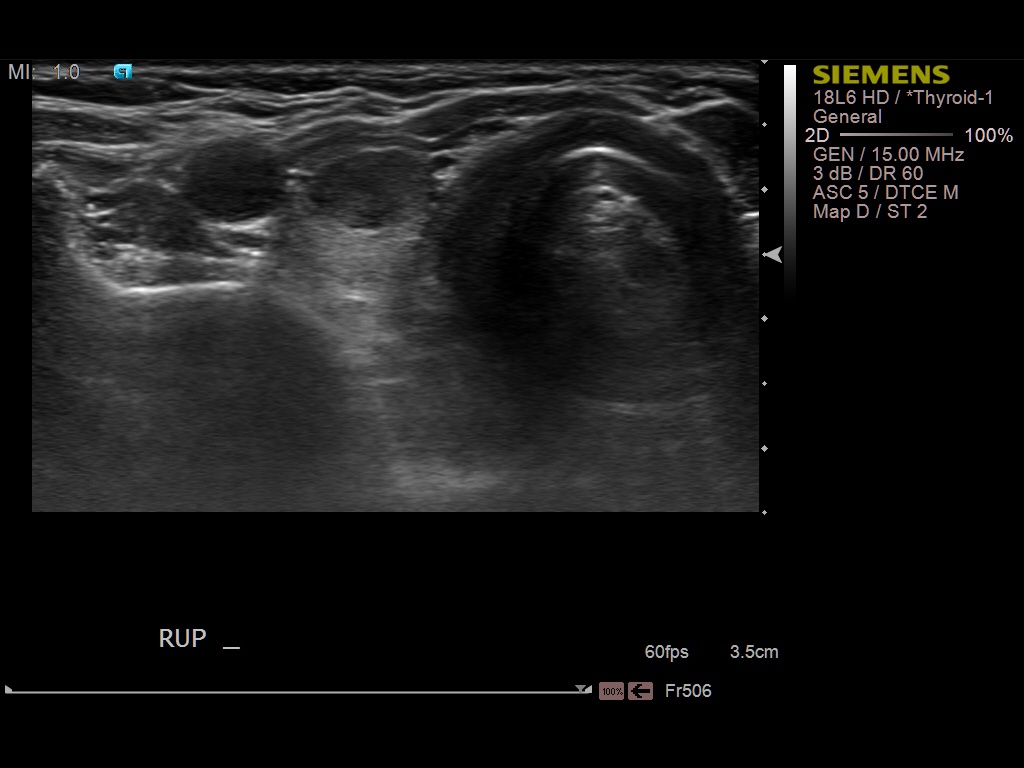 MI: 1.0
SIEMENS
18L6 HD / *Thyroid-1
General
2D 100%
GEN / 15.00 MHz
3 dB / DR 60
ASC 5 / DTCE M
Map D / ST 2
RUP _
60fps 3.5cm
100% Fr506